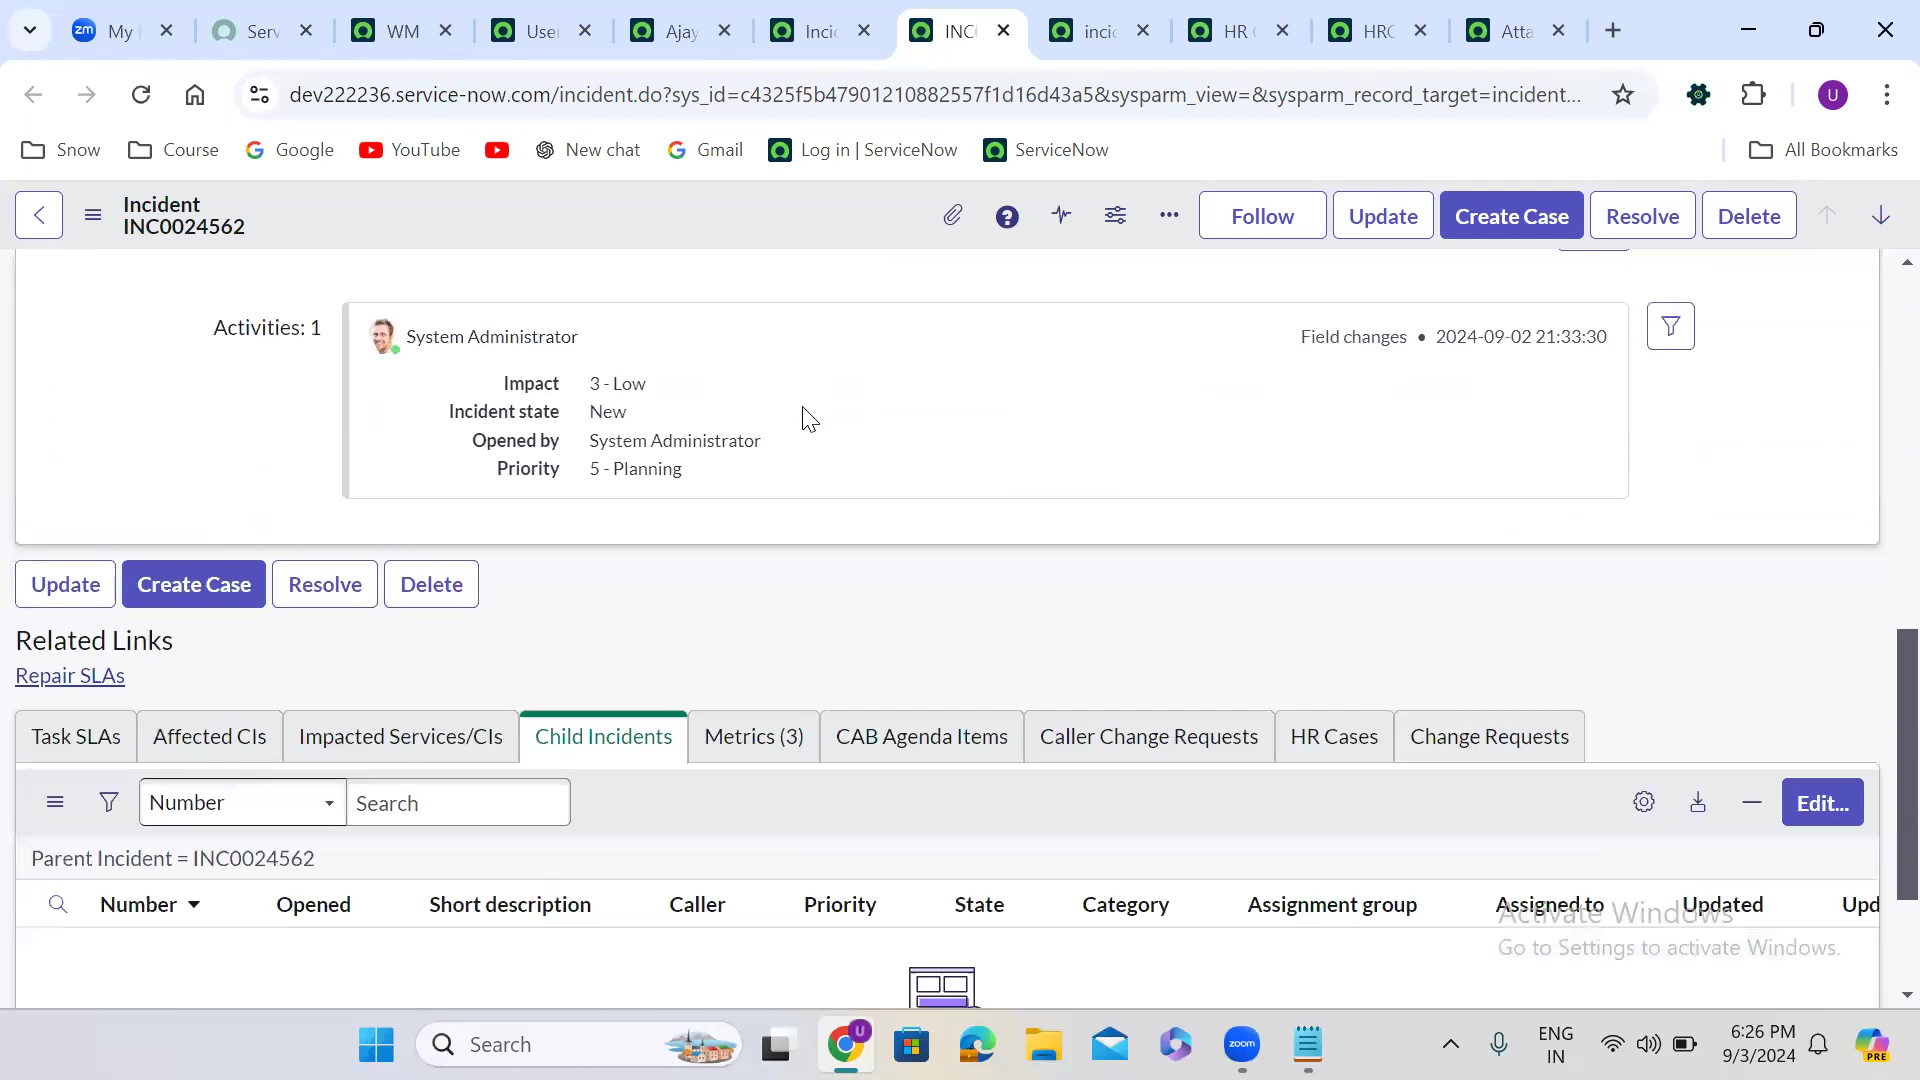 zm My
Serv
WM
User
Ajay
Incid
INC
incid
HR
HRC
Atta
dev222236.service-now.com/incident.do?sys_id=c4325f5b47901210882557f1d16d43a5&sysparm_view=&sysparm_record_target=incident...
U
Snow
Course
Google
YouTube
New chat
Gmail
Log in | ServiceNow
ServiceNow
All Bookmarks
Incident
INC0024562
Follow
Update
Create Case
Resolve
Delete
Activities: 1
System Administrator
Field changes • 2024-09-02 21:33:30
Impact 3 - Low
Incident state New
Opened by System Administrator
Priority 5 - Planning
Update
Create Case
Resolve
Delete
Related Links
Repair SLAs
Task SLAs
Affected CIs
Impacted Services/CIs
Child Incidents
Metrics (3)
CAB Agenda Items
Caller Change Requests
HR Cases
Change Requests
Number
Search
Edit...
Parent Incident = INC0024562
Number
Opened
Short description
Caller
Priority
State
Category
Assignment group
Assigned to
Updated
Upd
Activate Windows
Go to Settings to activate Windows.
Search
U
zoom
ENG
IN
6:26 PM
9/3/2024
PRE